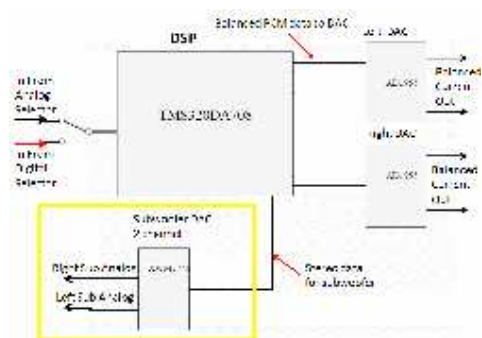 Balanced PCM data to DAC
DSP
Left DAC
In From
Analog
Selector
Balanced
Current
Out
In From
Digital
Selector
Right DAC
Balanced
Current
Out
Subwoofer DAC
2 channel
Right Sub Analog
Left Sub Analog
Stereo data
for subwoofer